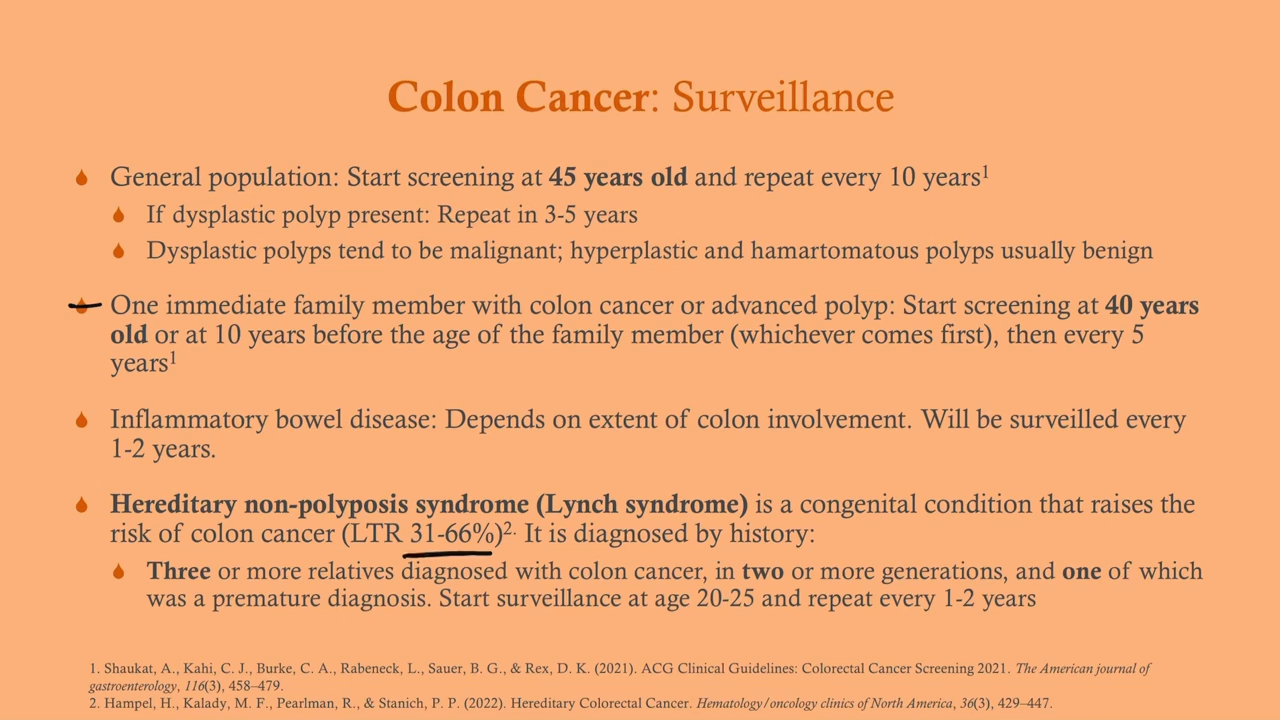 Colon Cancer: Surveillance
General population: Start screening at 45 years old and repeat every 10 years¹
If dysplastic polyp present: Repeat in 3-5 years
Dysplastic polyps tend to be malignant; hyperplastic and hamartomatous polyps usually benign
One immediate family member with colon cancer or advanced polyp: Start screening at 40 years
old or at 10 years before the age of the family member (whichever comes first), then every 5
years¹
Inflammatory bowel disease: Depends on extent of colon involvement. Will be surveilled every
1-2 years.
Hereditary non-polyposis syndrome (Lynch syndrome) is a congenital condition that raises the
risk of colon cancer (LTR 31-66%)²· It is diagnosed by history:
Three or more relatives diagnosed with colon cancer, in two or more generations, and one of which
was a premature diagnosis. Start surveillance at age 20-25 and repeat every 1-2 years
1. Shaukat, A., Kahi, C. J., Burke, C. A., Rabeneck, L., Sauer, B. G., & Rex, D. K. (2021). ACG Clinical Guidelines: Colorectal Cancer Screening 2021. The American journal of
gastroenterology, 116(3), 458–479.
2. Hampel, H., Kalady, M. F., Pearlman, R., & Stanich, P. P. (2022). Hereditary Colorectal Cancer. Hematology/oncology clinics of North America, 36(3), 429–447.